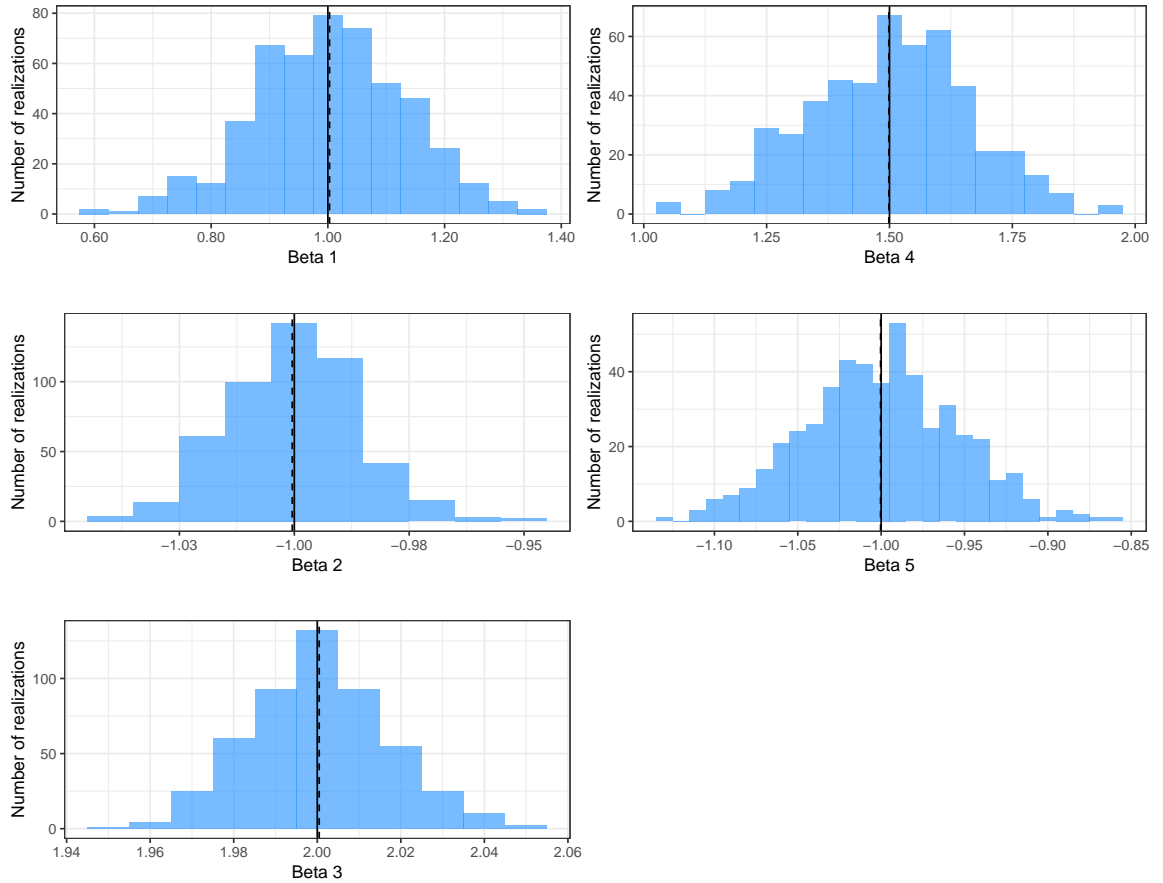 Number of realizations
80
60
40
20
0
0.60 0.80 1.00 1.20 1.40
Beta 1
Number of realizations
60
40
20
0
1.00 1.25 1.50 1.75 2.00
Beta 4
Number of realizations
100
50
0
−1.03 −1.00 −0.98 −0.95
Beta 2
Number of realizations
40
20
0
−1.10 −1.05 −1.00 −0.95 −0.90 −0.85
Beta 5
Number of realizations
100
50
0
1.94 1.96 1.98 2.00 2.02 2.04 2.06
Beta 3